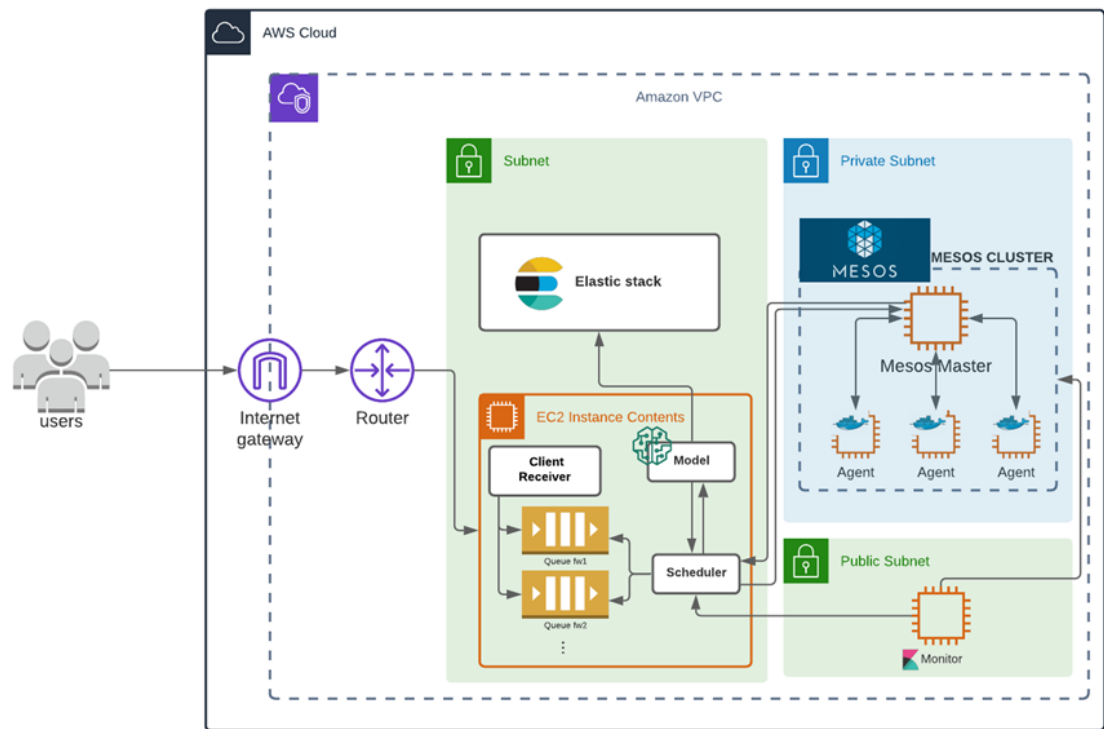 AWS Cloud
Amazon VPC
Subnet
Private Subnet
MESOS
MESOS CLUSTER
Elastic stack
Mesos Master
users
Internet
gateway
Router
EC2 Instance Contents
Client
Receiver
Model
Agent
Agent
Agent
Queue fw1
Scheduler
Queue fw2
⋮
Public Subnet
Monitor